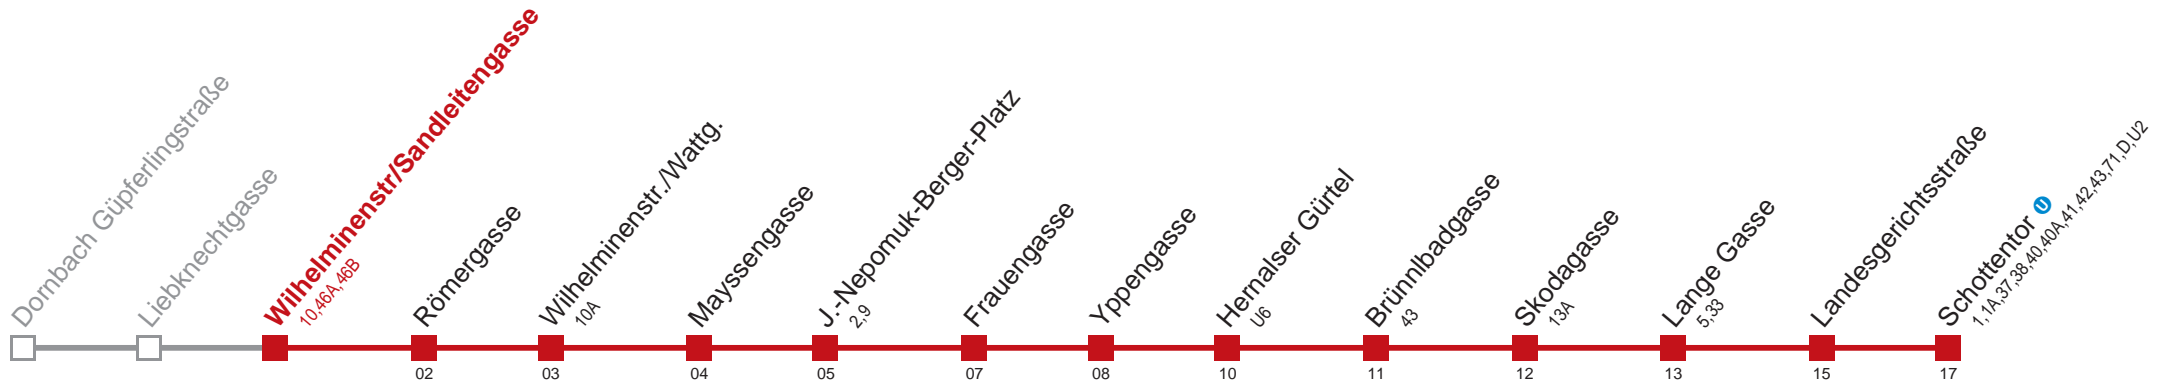 Dornbach Güpferlingstraße
Liebknechtgasse
Wilhelminenstr/Sandleitengasse
10,46A,46B
Römergasse
Wilhelminenstr./Wattg.
10A
Mayssengasse
J.-Nepomuk-Berger-Platz
2,9
Frauengasse
Yppengasse
Hernalser Gürtel
U6
Brünnlbadgasse
43
Skodagasse
13A
Lange Gasse
5,33
Landesgerichtsstraße
Schottentor U
1,1A,37,38,40,40A,41,42,43,71,D,U2
02 03 04 05 07 08 10 11 12 13 15 17